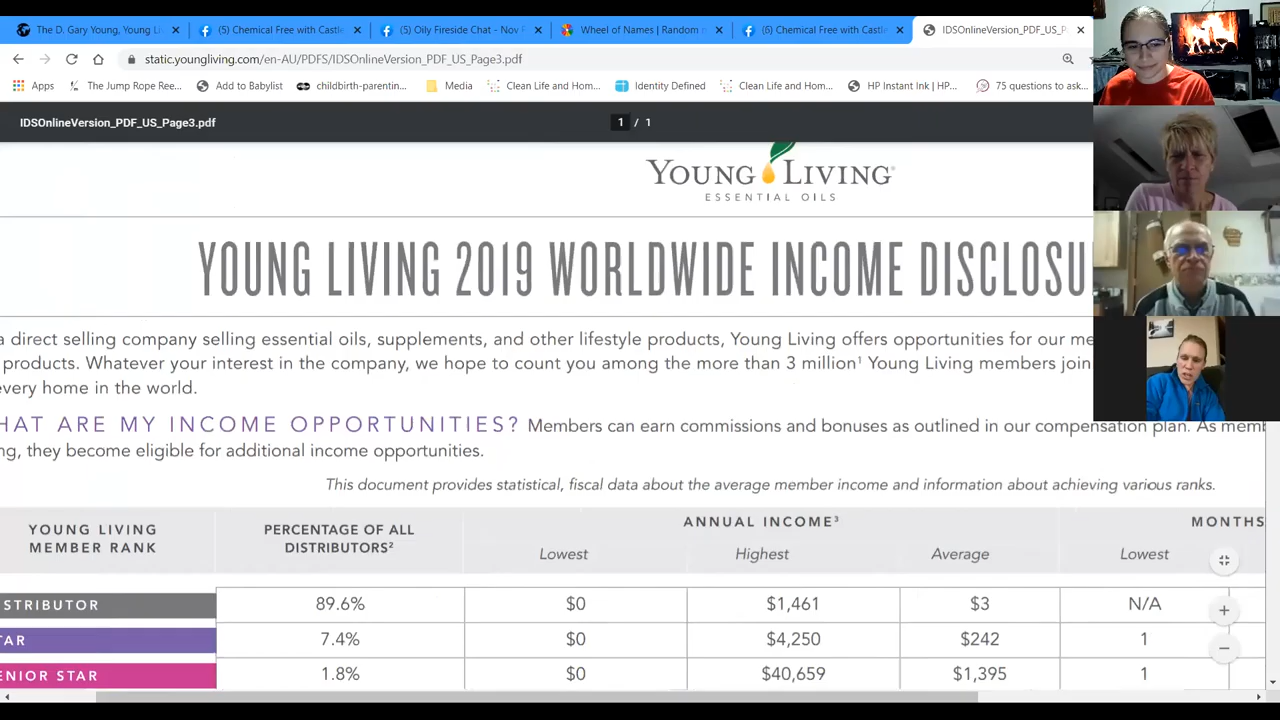 The D. Gary Young, Young Li
(5) Chemical Free with Castle
(5) Oily Fireside Chat - Nov
Wheel of Names | Random n
(6) Chemical Free with Castle
IDSOnlineVersion_PDF_US_P
static.youngliving.com/en-AU/PDFS/IDSOnlineVersion_PDF_US_Page3.pdf
Apps
The Jump Rope Ree...
Add to Babylist
childbirth-parentin...
Media
Clean Life and Hom...
Identity Defined
Clean Life and Hom...
HP Instant Ink | HP...
75 questions to ask...
IDSOnlineVersion_PDF_US_Page3.pdf
1 / 1
YOUNG LIVING®
ESSENTIAL OILS
YOUNG LIVING 2019 WORLDWIDE INCOME DISCLOSU
a direct selling company selling essential oils, supplements, and other lifestyle products, Young Living offers opportunities for our me
products. Whatever your interest in the company, we hope to count you among the more than 3 million¹ Young Living members join
every home in the world.
HAT ARE MY INCOME OPPORTUNITIES? Members can earn commissions and bonuses as outlined in our compensation plan. As memb
ng, they become eligible for additional income opportunities.
This document provides statistical, fiscal data about the average member income and information about achieving various ranks.
YOUNG LIVING
MEMBER RANK
PERCENTAGE OF ALL
DISTRIBUTORS²
ANNUAL INCOME³
MONTHS
Lowest Highest Average Lowest
STRIBUTOR 89.6% $0 $1,461 $3 N/A
TAR 7.4% $0 $4,250 $242 1
ENIOR STAR 1.8% $0 $40,659 $1,395 1